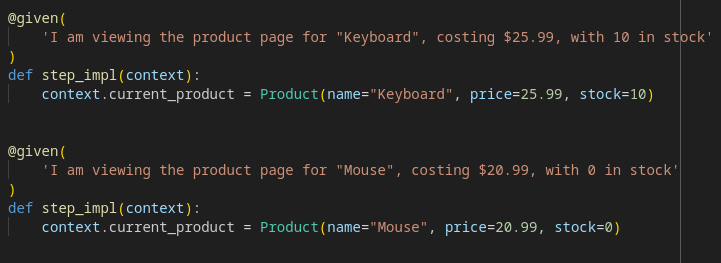 @given(
    'I am viewing the product page for "Keyboard", costing $25.99, with 10 in stock'
)
def step_impl(context):
    context.current_product = Product(name="Keyboard", price=25.99, stock=10)
@given(
    'I am viewing the product page for "Mouse", costing $20.99, with 0 in stock'
)
def step_impl(context):
    context.current_product = Product(name="Mouse", price=20.99, stock=0)